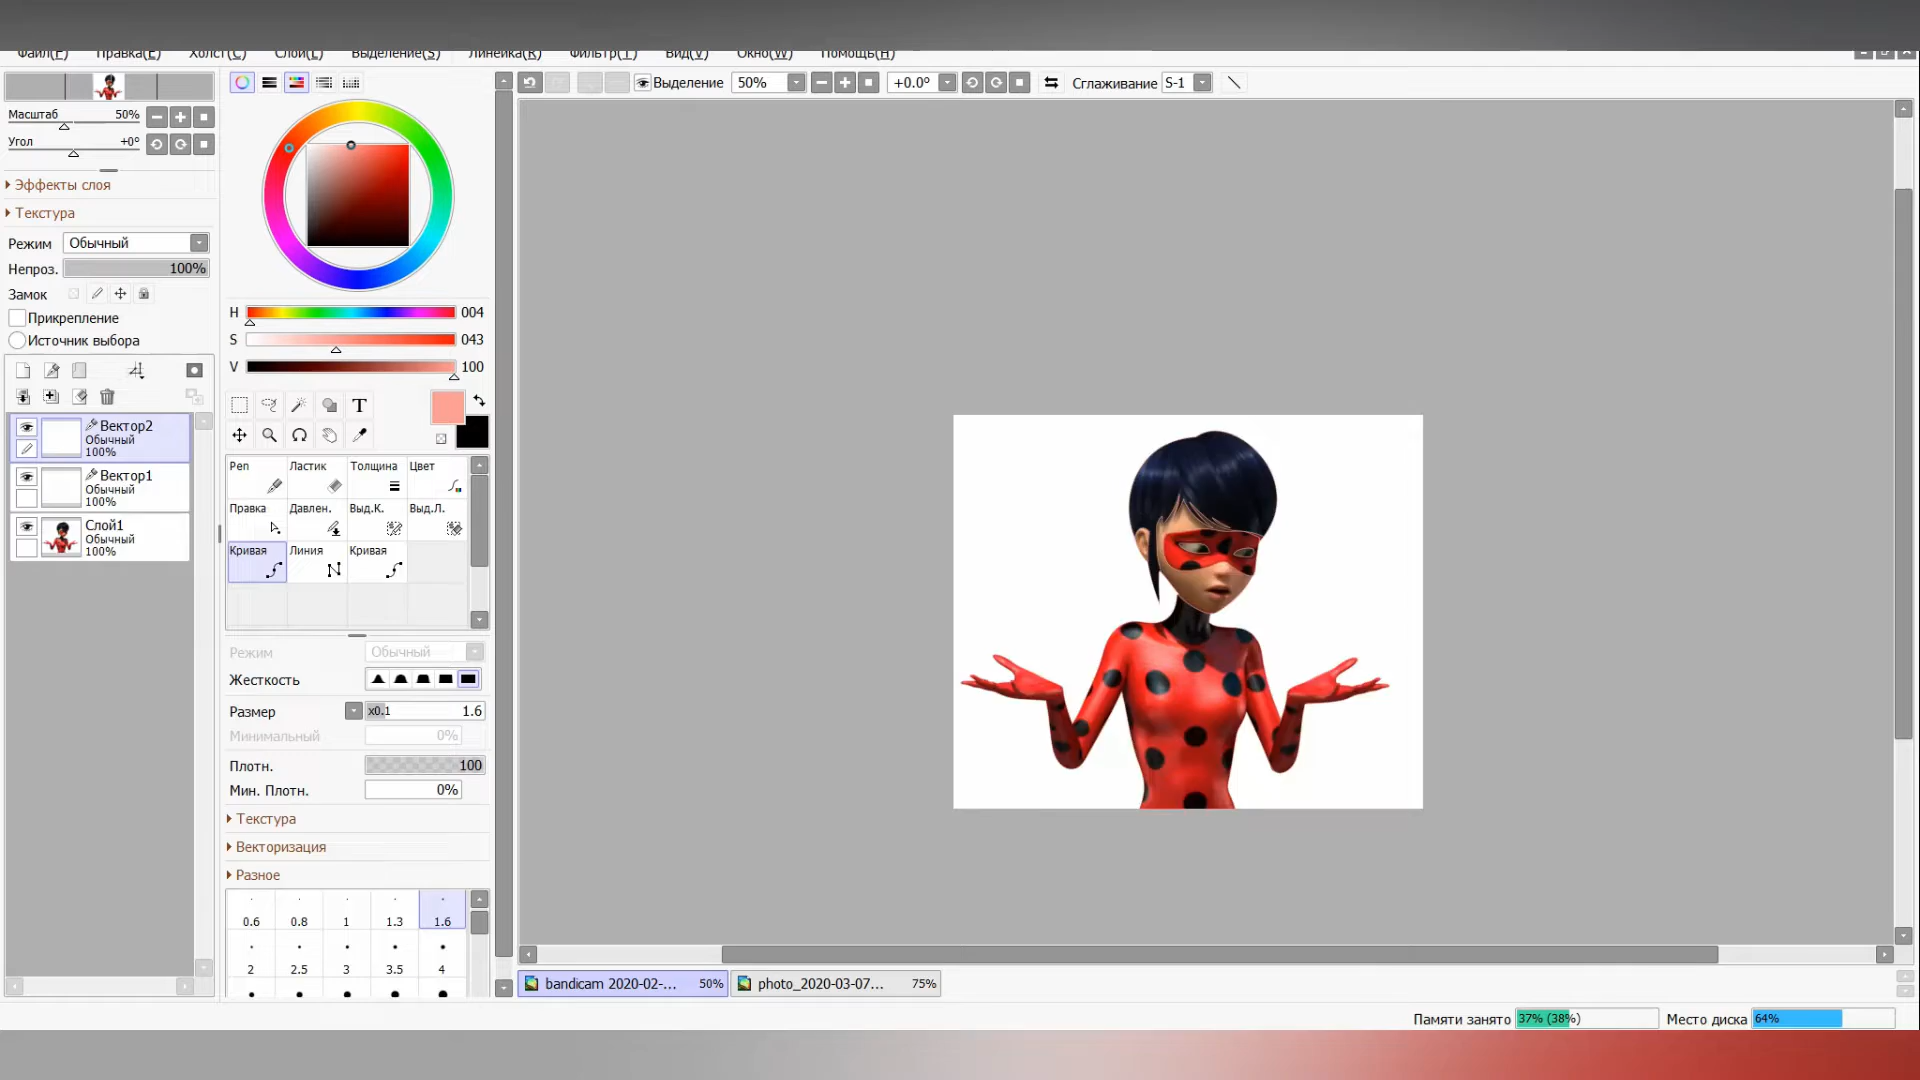 Файл(F) Правка(E) Холст(C) Слой(L) Выделение(S) Линейка(R) Фильтр(T) Вид(V) Окно(W) Помощь(H)
Выделение 50% +0.0° Сглаживание S-1
Масштаб 50%
Угол +0°
Эффекты слоя
Текстура
Режим Обычный
Непроз. 100%
Замок
Прикрепление
Источник выбора
Вектор2
Обычный
100%
Вектор1
Обычный
100%
Слой1
Обычный
100%
H 004
S 043
V 100
T
Pen Ластик Толщина Цвет
Правка Давлен. Выд.К. Выд.Л.
Кривая Линия Кривая
Режим Обычный
Жесткость
Размер x0.1 1.6
Минимальный 0%
Плотн. 100
Мин. Плотн. 0%
Текстура
Векторизация
Разное
0.6 0.8 1 1.3 1.6
2 2.5 3 3.5 4
bandicam 2020-02-... 50% photo_2020-03-07... 75%
Памяти занято 37% (38%) Место диска 64%